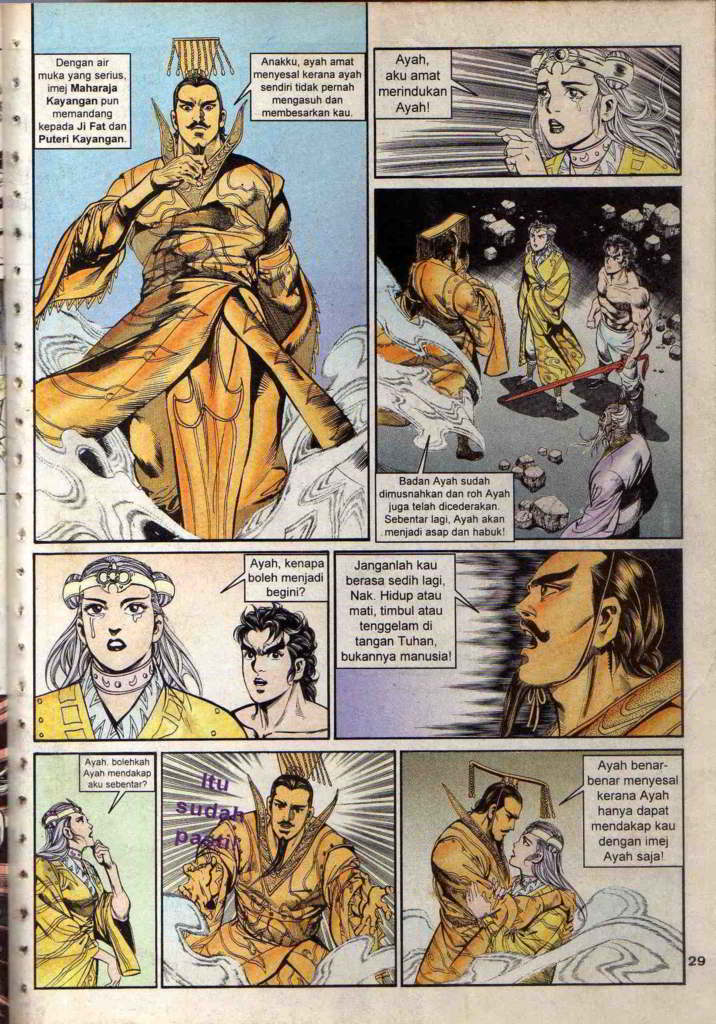 Dengan air
muka yang serius,
imej Maharaja
Kayangan pun
memandang
kepada Ji Fat dan
Puteri Kayangan.
Anakku, ayah amat
menyesal kerana ayah
sendiri tidak pernah
mengasuh dan
membesarkan kau.
Ayah,
aku amat
merindukan
Ayah!
Badan Ayah sudah
dimusnahkan dan roh Ayah
juga telah dicederakan.
Sebentar lagi, Ayah akan
menjadi asap dan habuk!
Ayah, kenapa
boleh menjadi
begini?
Janganlah kau
berasa sedih lagi,
Nak. Hidup atau
mati, timbul atau
tenggelam di
tangan Tuhan,
bukannya manusia!
Ayah, bolehkah
Ayah mendakap
aku sebentar?
Itu
sudah
pasti!
Ayah benar-
benar menyesal
kerana Ayah
hanya dapat
mendakap kau
dengan imej
Ayah saja!
29